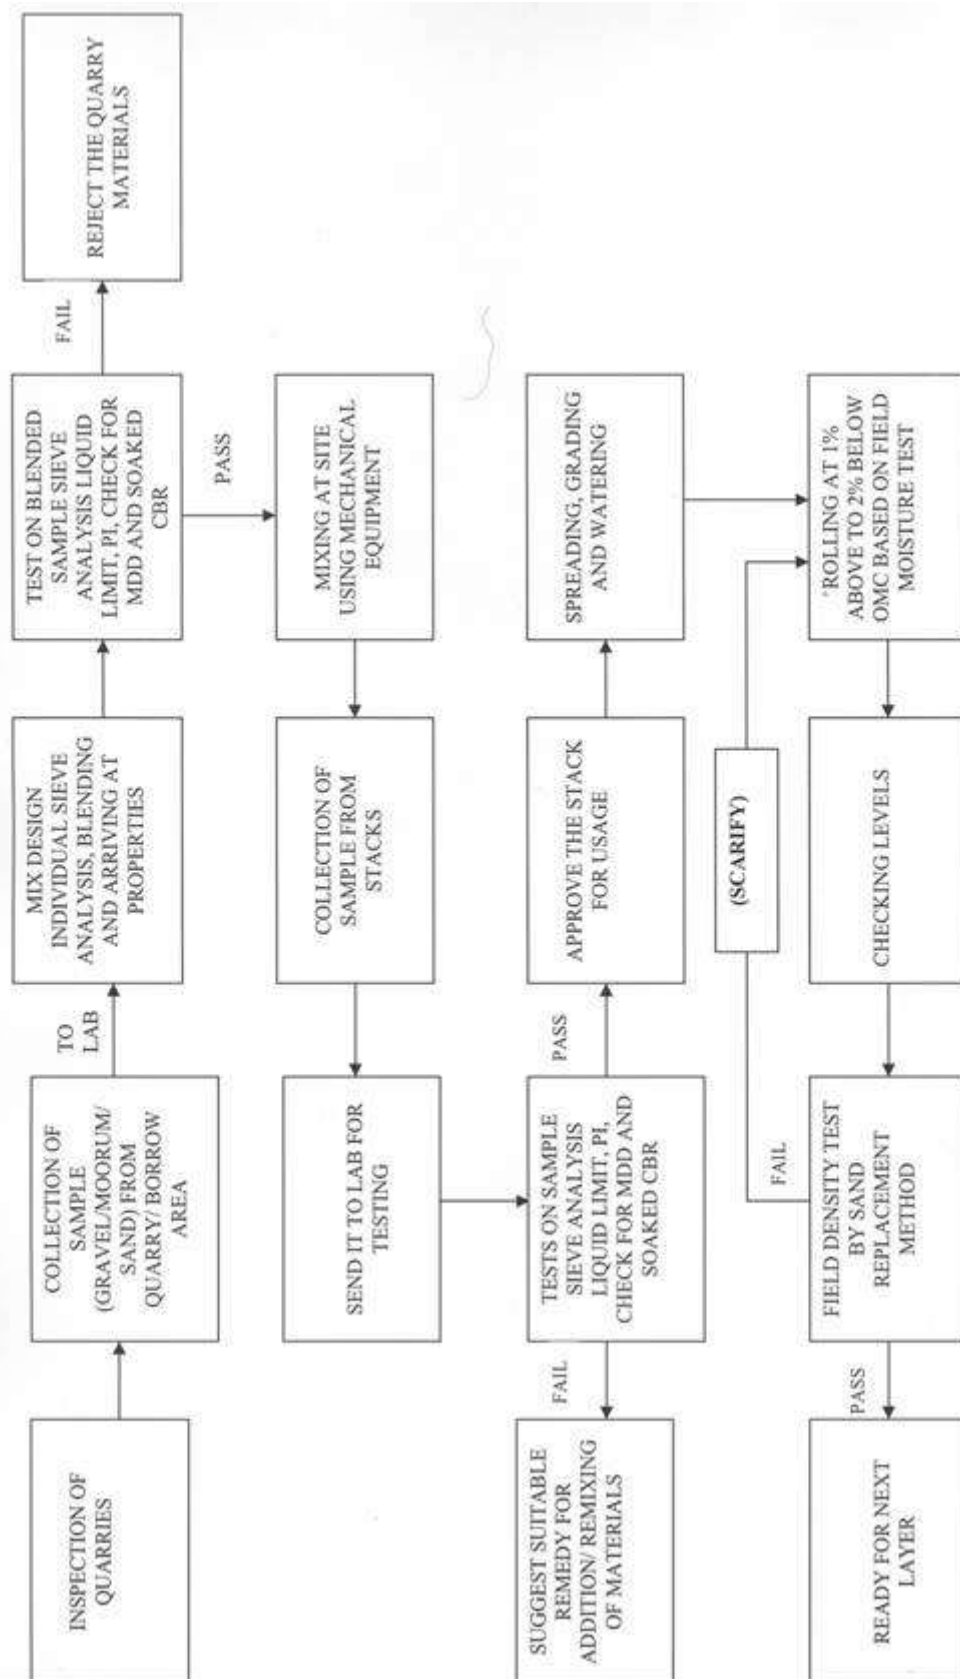 INSPECTION OF
QUARRIES
COLLECTION OF
SAMPLE
(GRAVEL/MOORUM/
SAND) FROM
QUARRY/ BORROW
AREA
TO
LAB
MIX DESIGN
INDIVIDUAL SIEVE
ANALYSIS, BLENDING
AND ARRIVING AT
PROPERTIES
TEST ON BLENDED
SAMPLE SIEVE
ANALYSIS LIQUID
LIMIT, PI, CHECK FOR
MDD AND SOAKED
CBR
FAIL
REJECT THE QUARRY
MATERIALS
PASS
MIXING AT SITE
USING MECHANICAL
EQUIPMENT
COLLECTION OF
SAMPLE FROM
STACKS
SEND IT TO LAB FOR
TESTING
TESTS ON SAMPLE
SIEVE ANALYSIS
LIQUID LIMIT, PI,
CHECK FOR MDD AND
SOAKED CBR
FAIL
SUGGEST SUITABLE
REMEDY FOR
ADDITION/ REMIXING
OF MATERIALS
PASS
APPROVE THE STACK
FOR USAGE
SPREADING, GRADING
AND WATERING
ROLLING AT 1%
ABOVE TO 2% BELOW
OMC BASED ON FIELD
MOISTURE TEST
CHECKING LEVELS
FIELD DENSITY TEST
BY SAND
REPLACEMENT
METHOD
FAIL
(SCARIFY)
PASS
READY FOR NEXT
LAYER